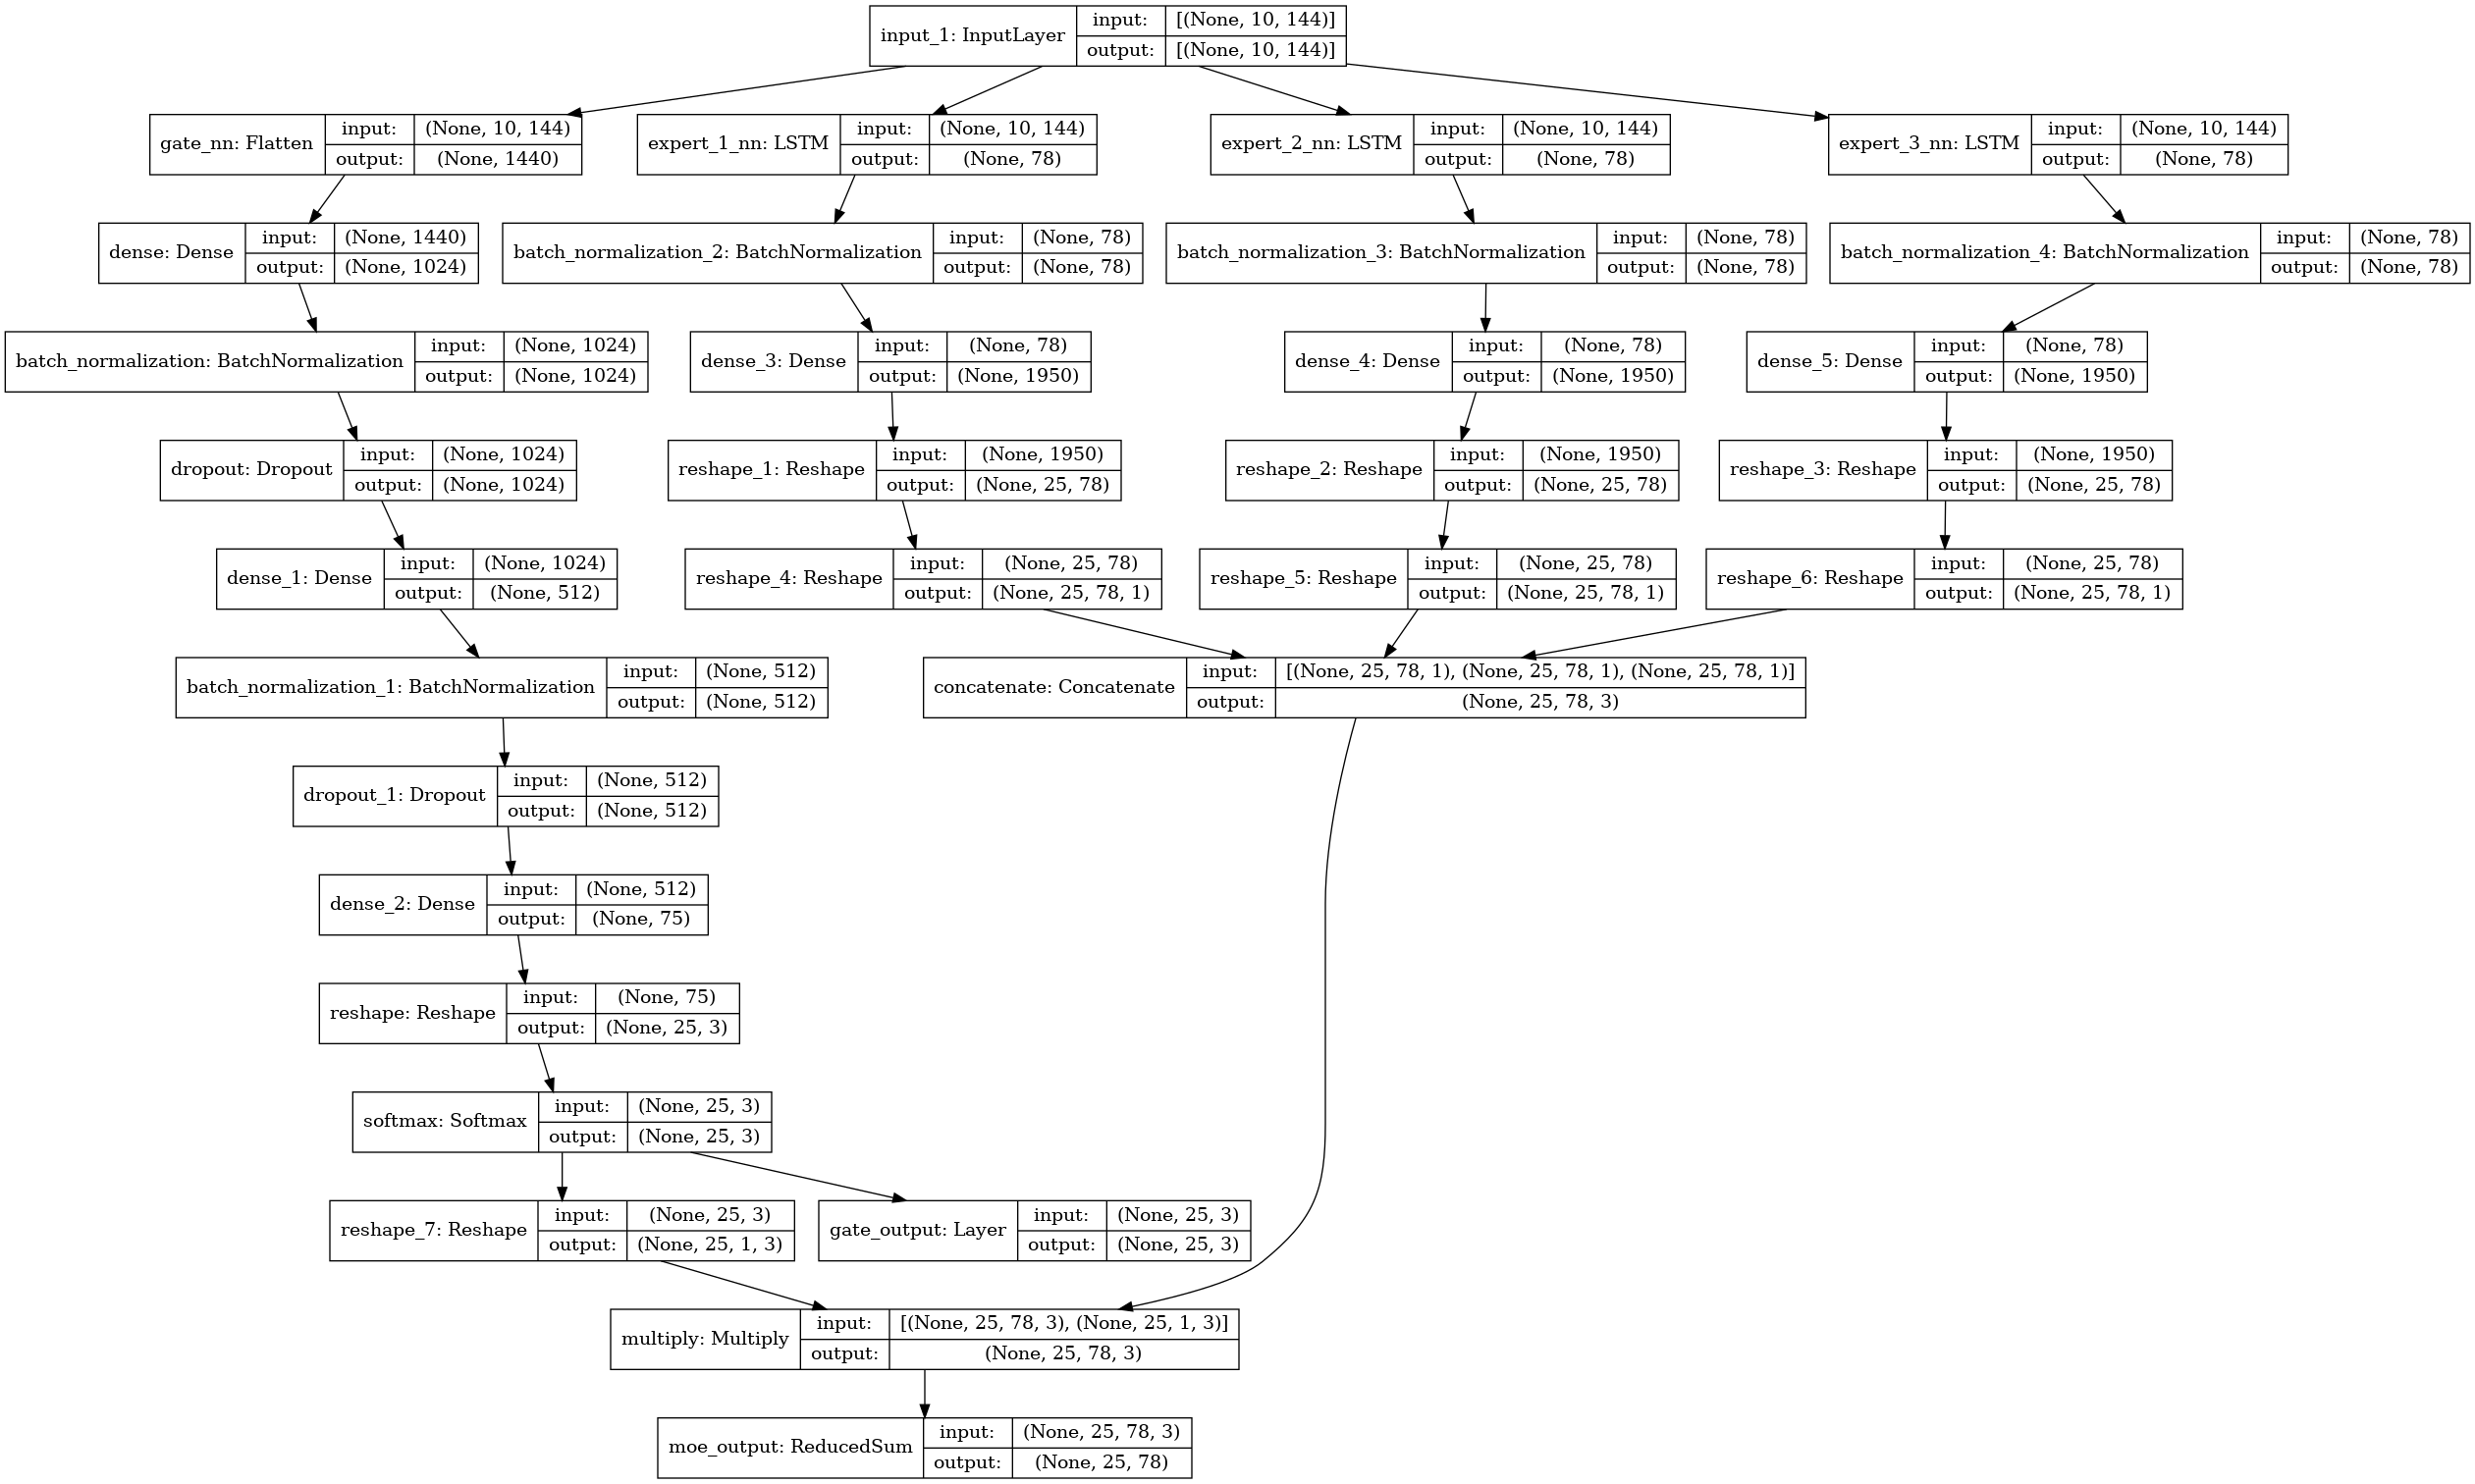 input_1: InputLayer input: [(None, 10, 144)]
output: [(None, 10, 144)]
gate_nn: Flatten input: (None, 10, 144)
output: (None, 1440)
expert_1_nn: LSTM input: (None, 10, 144)
output: (None, 78)
expert_2_nn: LSTM input: (None, 10, 144)
output: (None, 78)
expert_3_nn: LSTM input: (None, 10, 144)
output: (None, 78)
dense: Dense input: (None, 1440)
output: (None, 1024)
batch_normalization_2: BatchNormalization input: (None, 78)
output: (None, 78)
batch_normalization_3: BatchNormalization input: (None, 78)
output: (None, 78)
batch_normalization_4: BatchNormalization input: (None, 78)
output: (None, 78)
batch_normalization: BatchNormalization input: (None, 1024)
output: (None, 1024)
dense_3: Dense input: (None, 78)
output: (None, 1950)
dense_4: Dense input: (None, 78)
output: (None, 1950)
dense_5: Dense input: (None, 78)
output: (None, 1950)
dropout: Dropout input: (None, 1024)
output: (None, 1024)
reshape_1: Reshape input: (None, 1950)
output: (None, 25, 78)
reshape_2: Reshape input: (None, 1950)
output: (None, 25, 78)
reshape_3: Reshape input: (None, 1950)
output: (None, 25, 78)
dense_1: Dense input: (None, 1024)
output: (None, 512)
reshape_4: Reshape input: (None, 25, 78)
output: (None, 25, 78, 1)
reshape_5: Reshape input: (None, 25, 78)
output: (None, 25, 78, 1)
reshape_6: Reshape input: (None, 25, 78)
output: (None, 25, 78, 1)
batch_normalization_1: BatchNormalization input: (None, 512)
output: (None, 512)
concatenate: Concatenate input: [(None, 25, 78, 1), (None, 25, 78, 1), (None, 25, 78, 1)]
output: (None, 25, 78, 3)
dropout_1: Dropout input: (None, 512)
output: (None, 512)
dense_2: Dense input: (None, 512)
output: (None, 75)
reshape: Reshape input: (None, 75)
output: (None, 25, 3)
softmax: Softmax input: (None, 25, 3)
output: (None, 25, 3)
reshape_7: Reshape input: (None, 25, 3)
output: (None, 25, 1, 3)
gate_output: Layer input: (None, 25, 3)
output: (None, 25, 3)
multiply: Multiply input: [(None, 25, 78, 3), (None, 25, 1, 3)]
output: (None, 25, 78, 3)
moe_output: ReducedSum input: (None, 25, 78, 3)
output: (None, 25, 78)